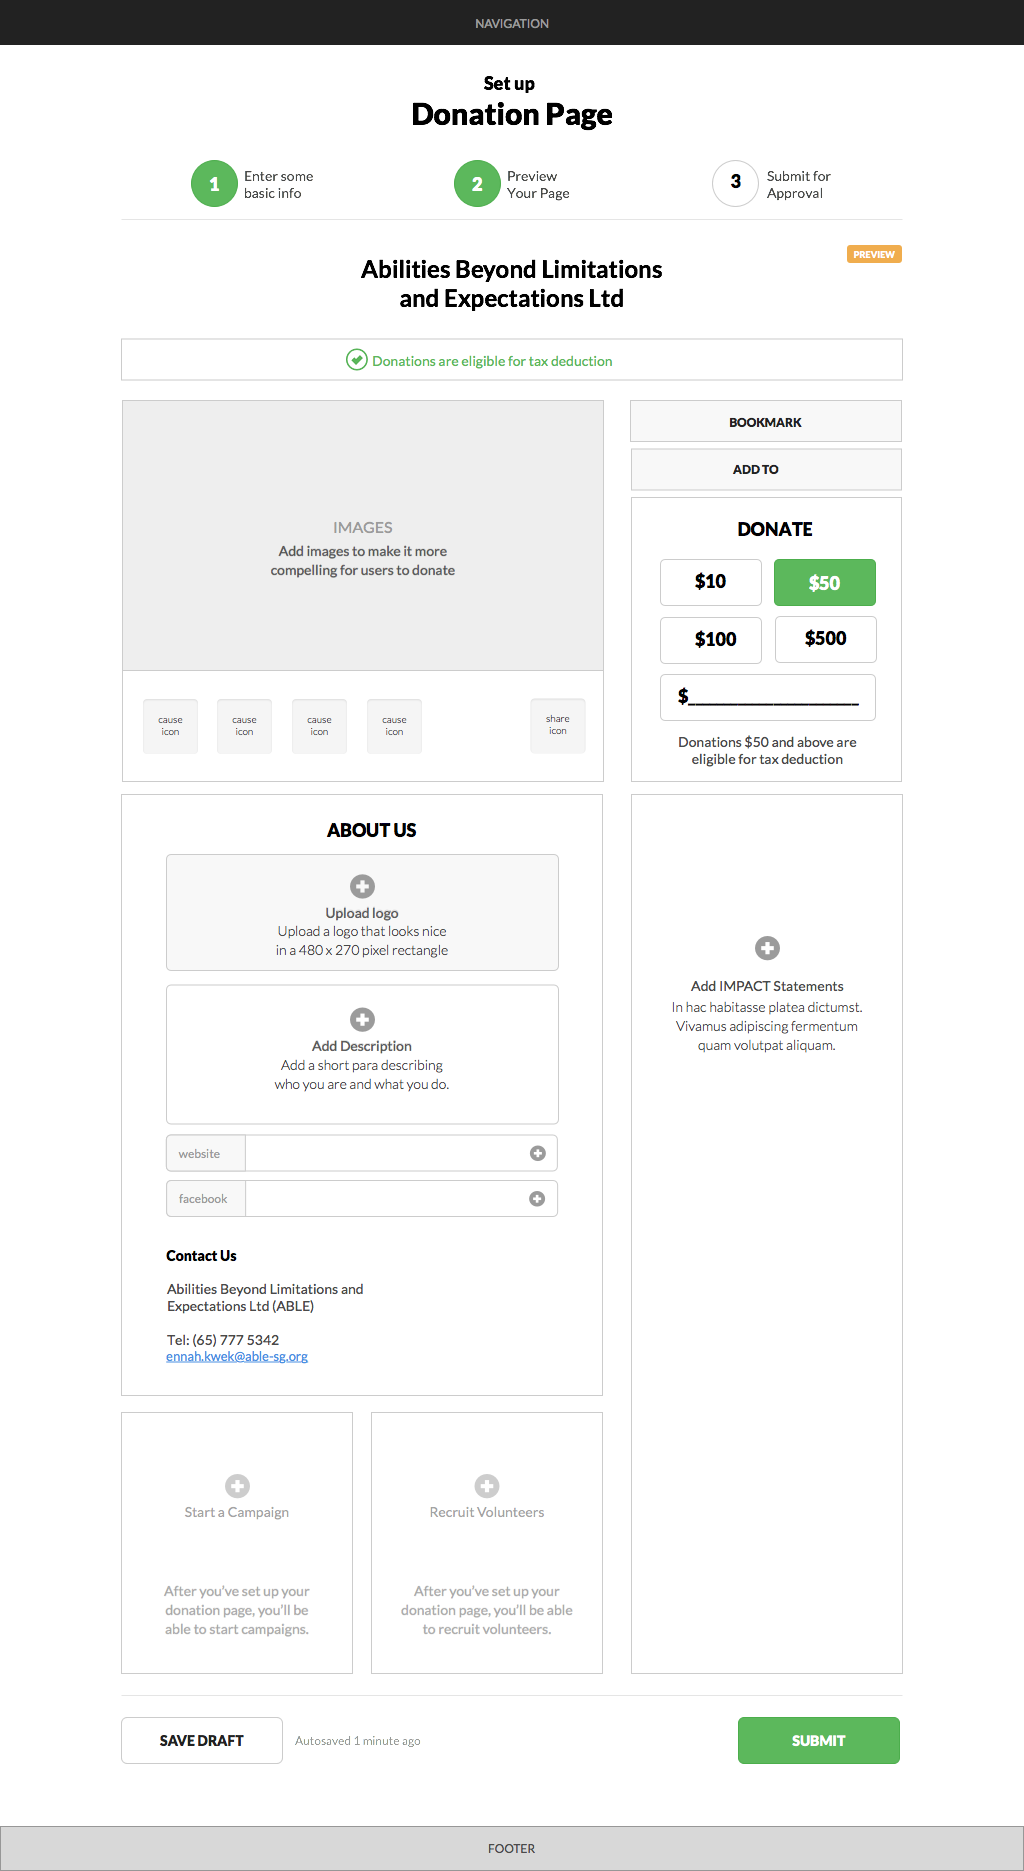 NAVIGATION
Set up
Donation Page
1
Enter some
basic info
2
Preview
Your Page
3
Submit for
Approval
PREVIEW
Abilities Beyond Limitations
and Expectations Ltd
Donations are eligible for tax deduction
IMAGES
Add images to make it more
compelling for users to donate
cause
icon
cause
icon
cause
icon
cause
icon
share
icon
BOOKMARK
ADD TO
DONATE
$10
$50
$100
$500
$____________________
Donations $50 and above are
eligible for tax deduction
ABOUT US
Upload logo
Upload a logo that looks nice
in a 480 x 270 pixel rectangle
Add Description
Add a short para describing
who you are and what you do.
website
facebook
Contact Us
Abilities Beyond Limitations and
Expectations Ltd (ABLE)
Tel: (65) 777 5342
ennah.kwek@able-sg.org
Add IMPACT Statements
In hac habitasse platea dictumst.
Vivamus adipiscing fermentum
quam volutpat aliquam.
Start a Campaign
After you've set up your
donation page, you'll be
able to start campaigns.
Recruit Volunteers
After you've set up your
donation page, you'll be able
to recruit volunteers.
SAVE DRAFT
Autosaved 1 minute ago
SUBMIT
FOOTER